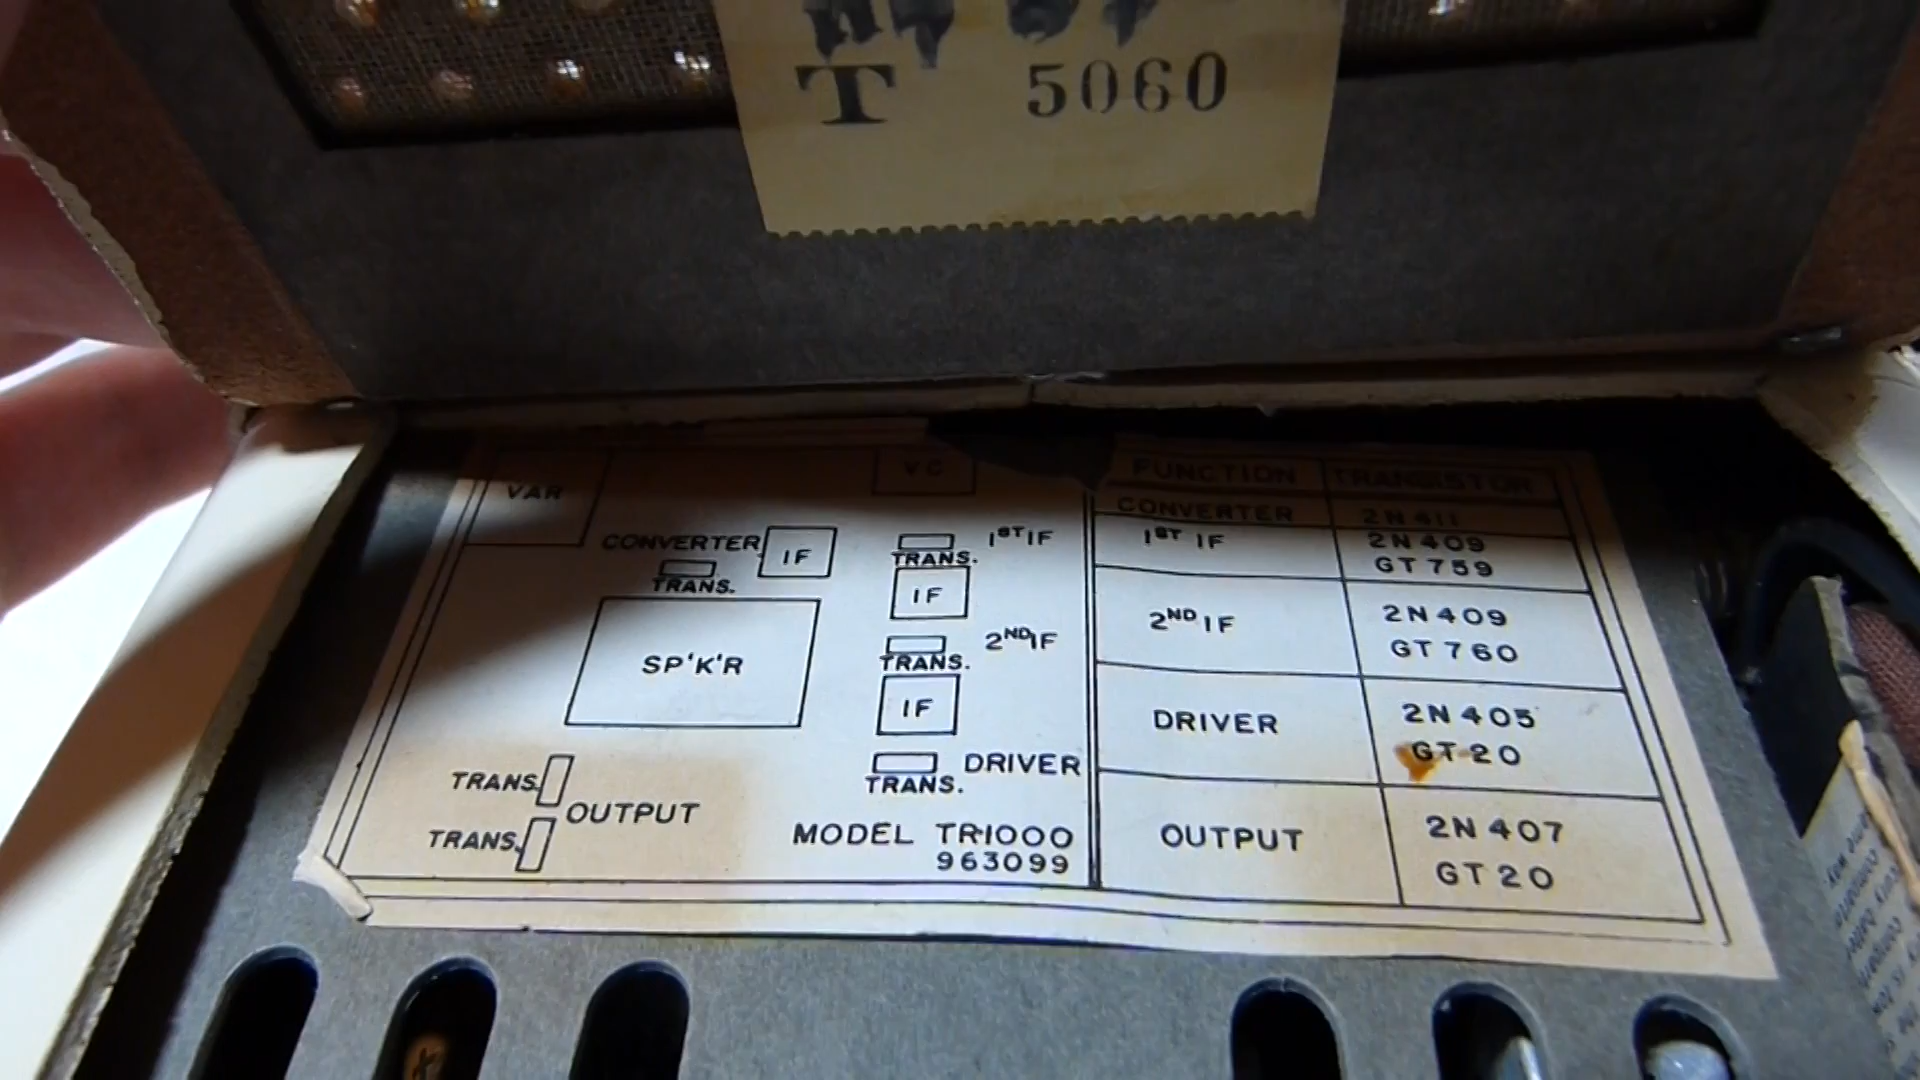 T 5060
VAR
VC
CONVERTER
TRANS.
IF
1ST IF
TRANS.
IF
2ND IF
TRANS.
IF
SP'K'R
DRIVER
TRANS.
TRANS.
OUTPUT
TRANS.
MODEL TR1000
963099
FUNCTION TRANSISTOR
CONVERTER 2N411
1ST IF 2N409
GT759
2ND IF 2N409
GT760
DRIVER 2N405
GT20
OUTPUT 2N407
GT20